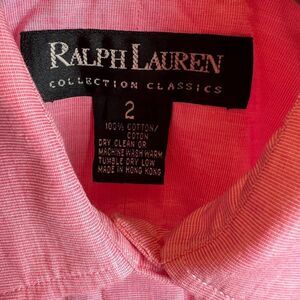 RALPH LAUREN
COLLECTION CLASSICS
2
100% COTTON/
COTON
DRY CLEAN OR
MACHINE WASH WARM
TUMBLE DRY LOW
MADE IN HONG KONG